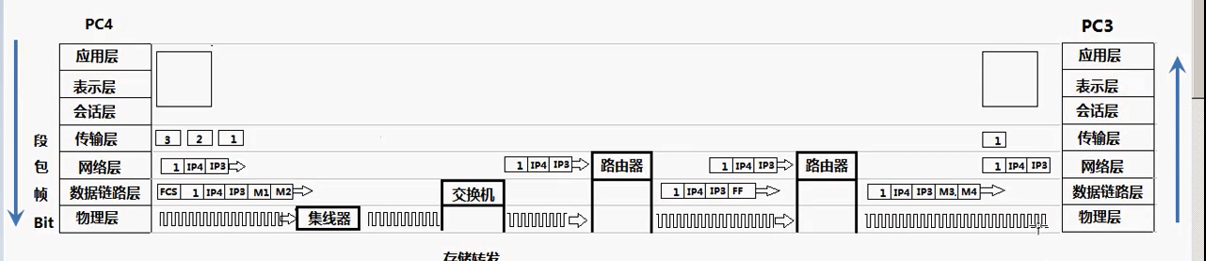 PC4
PC3
应用层
应用层
表示层
表示层
会话层
会话层
段 传输层 3 2 1
1 传输层
包 网络层 1 IP4 IP3
1 IP4 IP3 路由器
1 IP4 IP3 路由器
1 IP4 IP3 网络层
帧 数据链路层 FCS 1 IP4 IP3 M1 M2
交换机
1 IP4 IP3 FF
1 IP4 IP3 M3, M4
数据链路层
Bit 物理层 集线器
物理层
存储转发